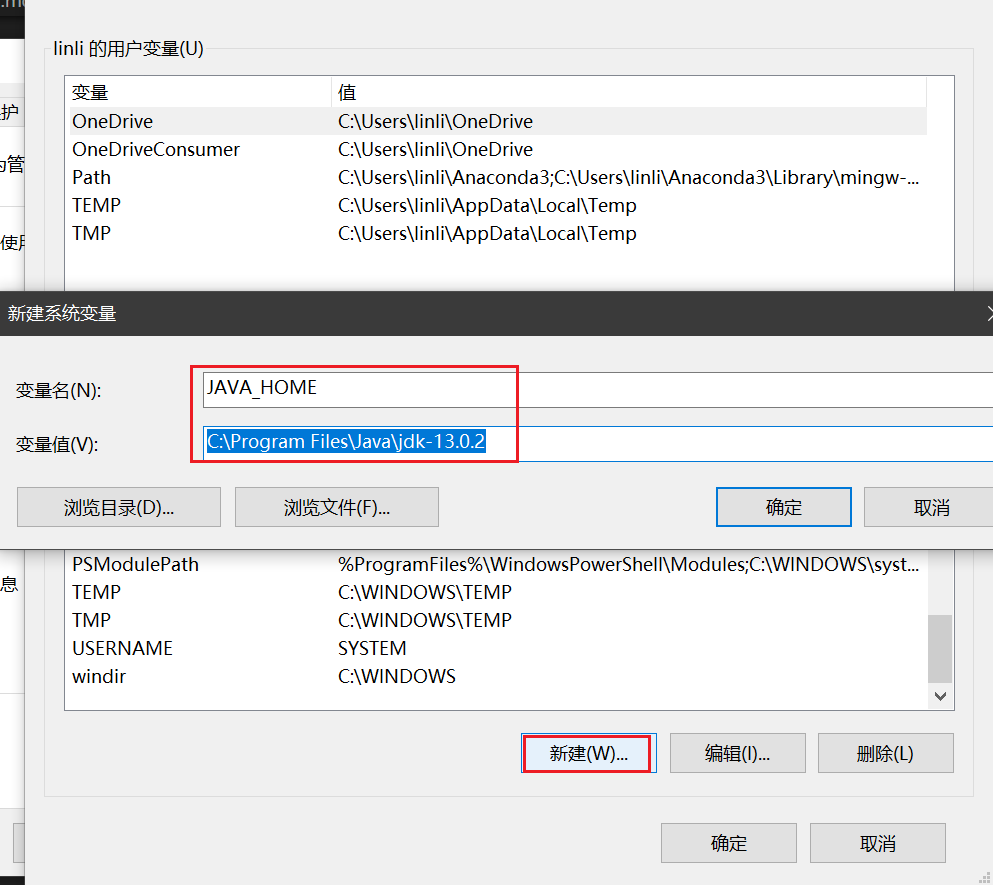 linli 的用户变量(U)
变量 值
OneDrive C:\Users\linli\OneDrive
OneDriveConsumer C:\Users\linli\OneDrive
Path C:\Users\linli\Anaconda3;C:\Users\linli\Anaconda3\Library\mingw-...
TEMP C:\Users\linli\AppData\Local\Temp
TMP C:\Users\linli\AppData\Local\Temp
护
管
使用
新建系统变量
变量名(N): JAVA_HOME
变量值(V): C:\Program Files\Java\jdk-13.0.2
浏览目录(D)... 浏览文件(F)... 确定 取消
PSModulePath %ProgramFiles%\WindowsPowerShell\Modules;C:\WINDOWS\syst...
息
TEMP C:\WINDOWS\TEMP
TMP C:\WINDOWS\TEMP
USERNAME SYSTEM
windir C:\WINDOWS
新建(W)... 编辑(I)... 删除(L)
确定 取消